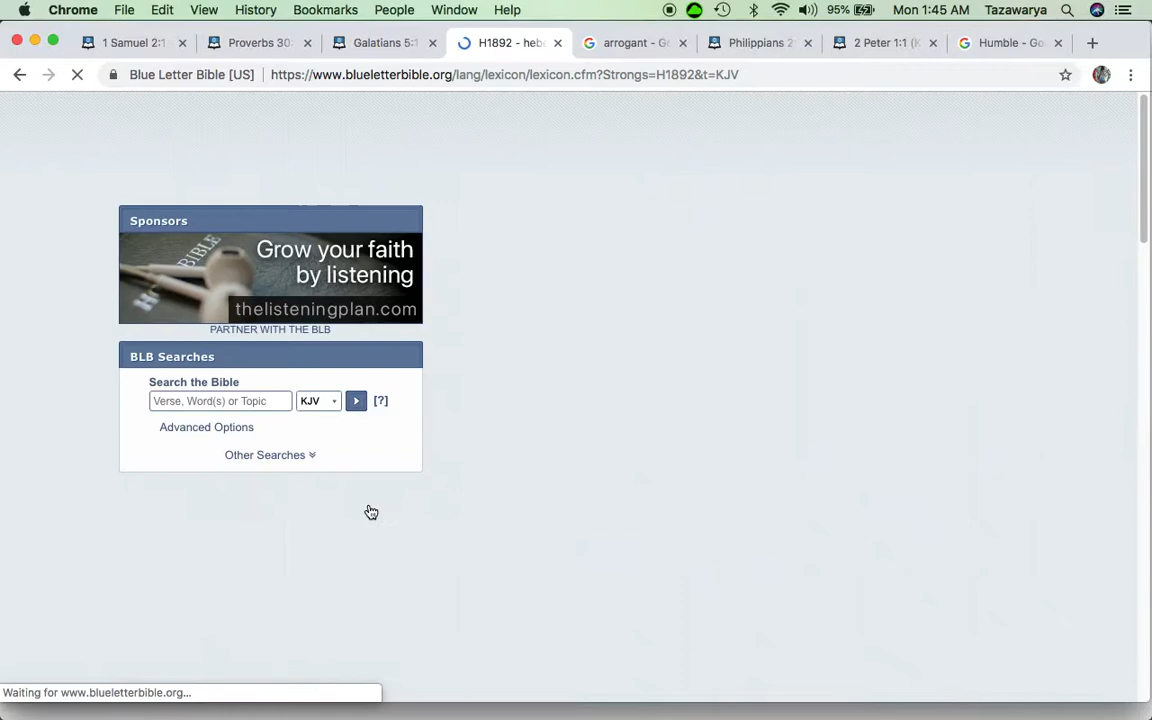 Chrome File Edit View History Bookmarks People Window Help 95% Mon 1:45 AM Tazawarya
1 Samuel 2:1 Proverbs 30: Galatians 5:1 H1892 - heb arrogant - Go Philippians 2 2 Peter 1:1 (K Humble - Goo
Blue Letter Bible [US] https://www.blueletterbible.org/lang/lexicon/lexicon.cfm?Strongs=H1892&t=KJV
Sponsors
HOLY BIBLE
Grow your faith
by listening
thelisteningplan.com
PARTNER WITH THE BLB
BLB Searches
Search the Bible
Verse, Word(s) or Topic KJV [?]
Advanced Options
Other Searches
Waiting for www.blueletterbible.org...